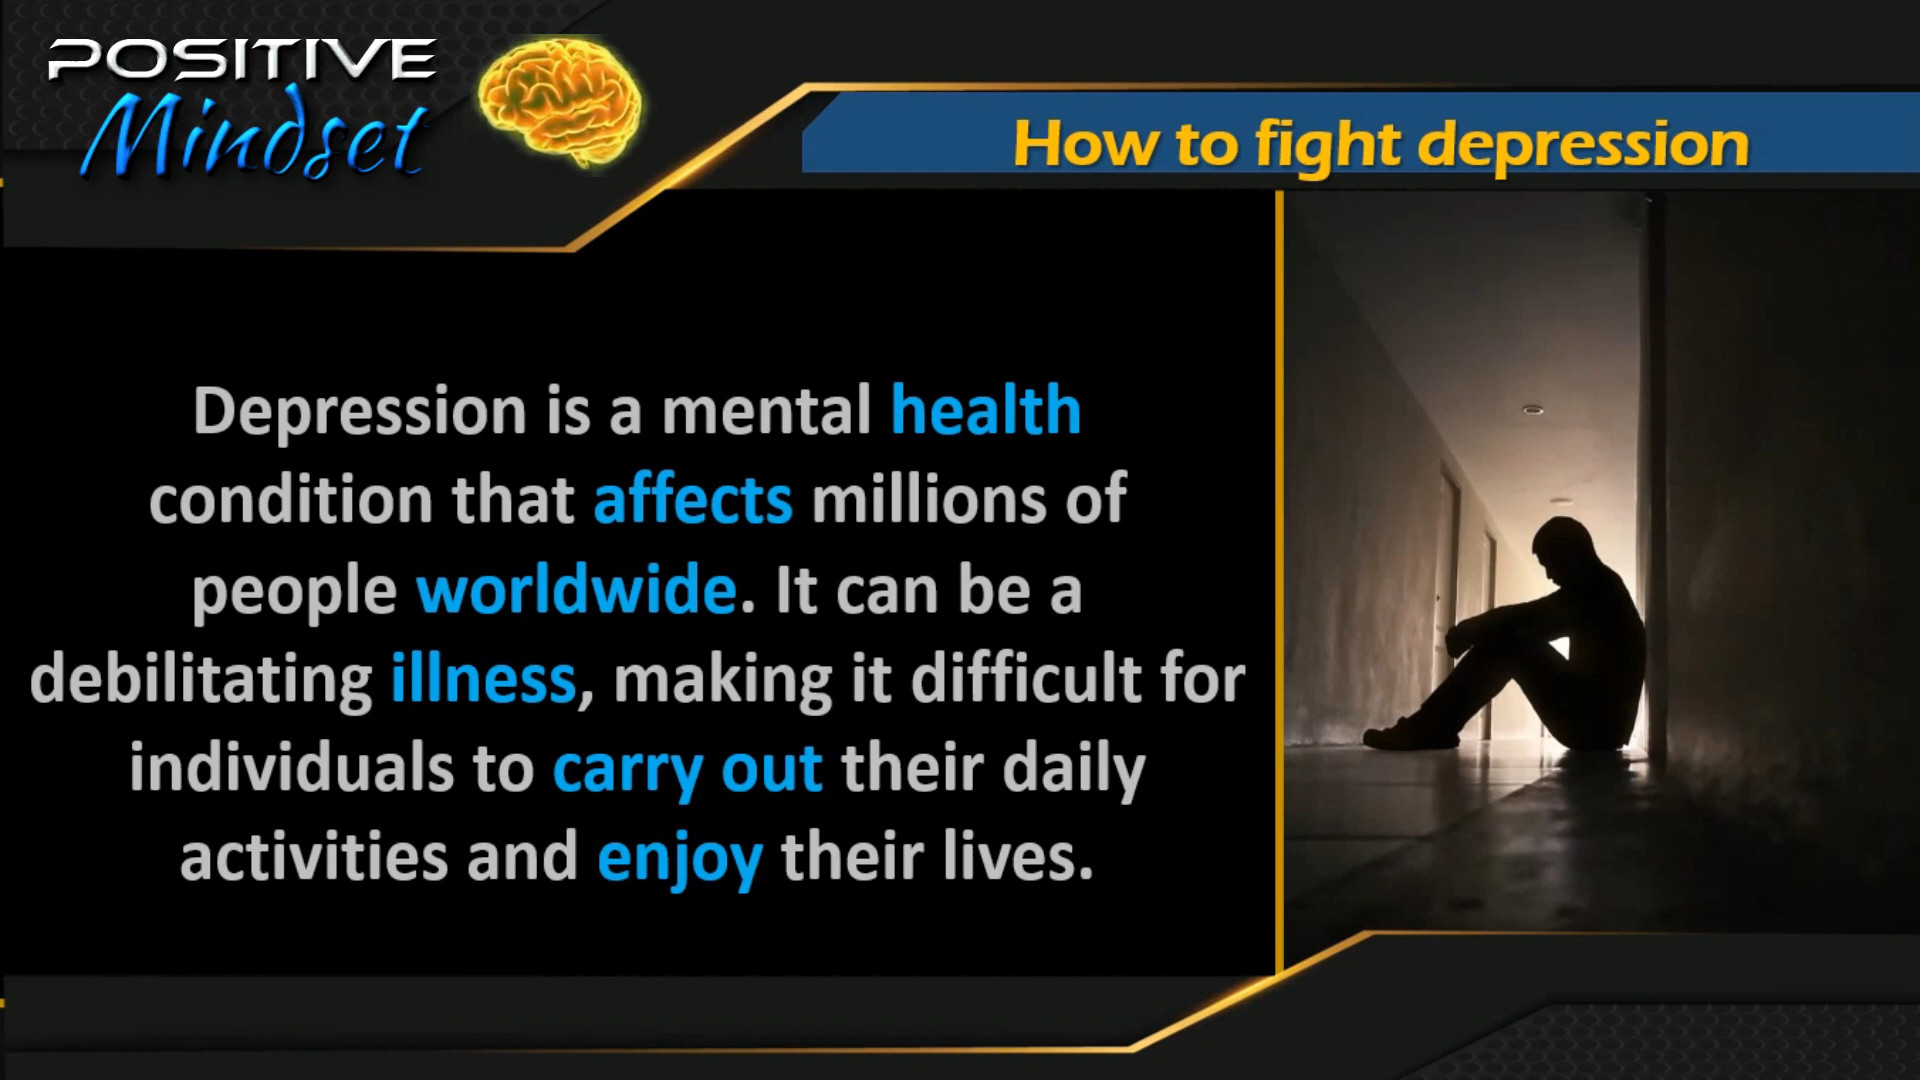 POSITIVE
Mindset
How to fight depression
Depression is a mental health
condition that affects millions of
people worldwide. It can be a
debilitating illness, making it difficult for
individuals to carry out their daily
activities and enjoy their lives.